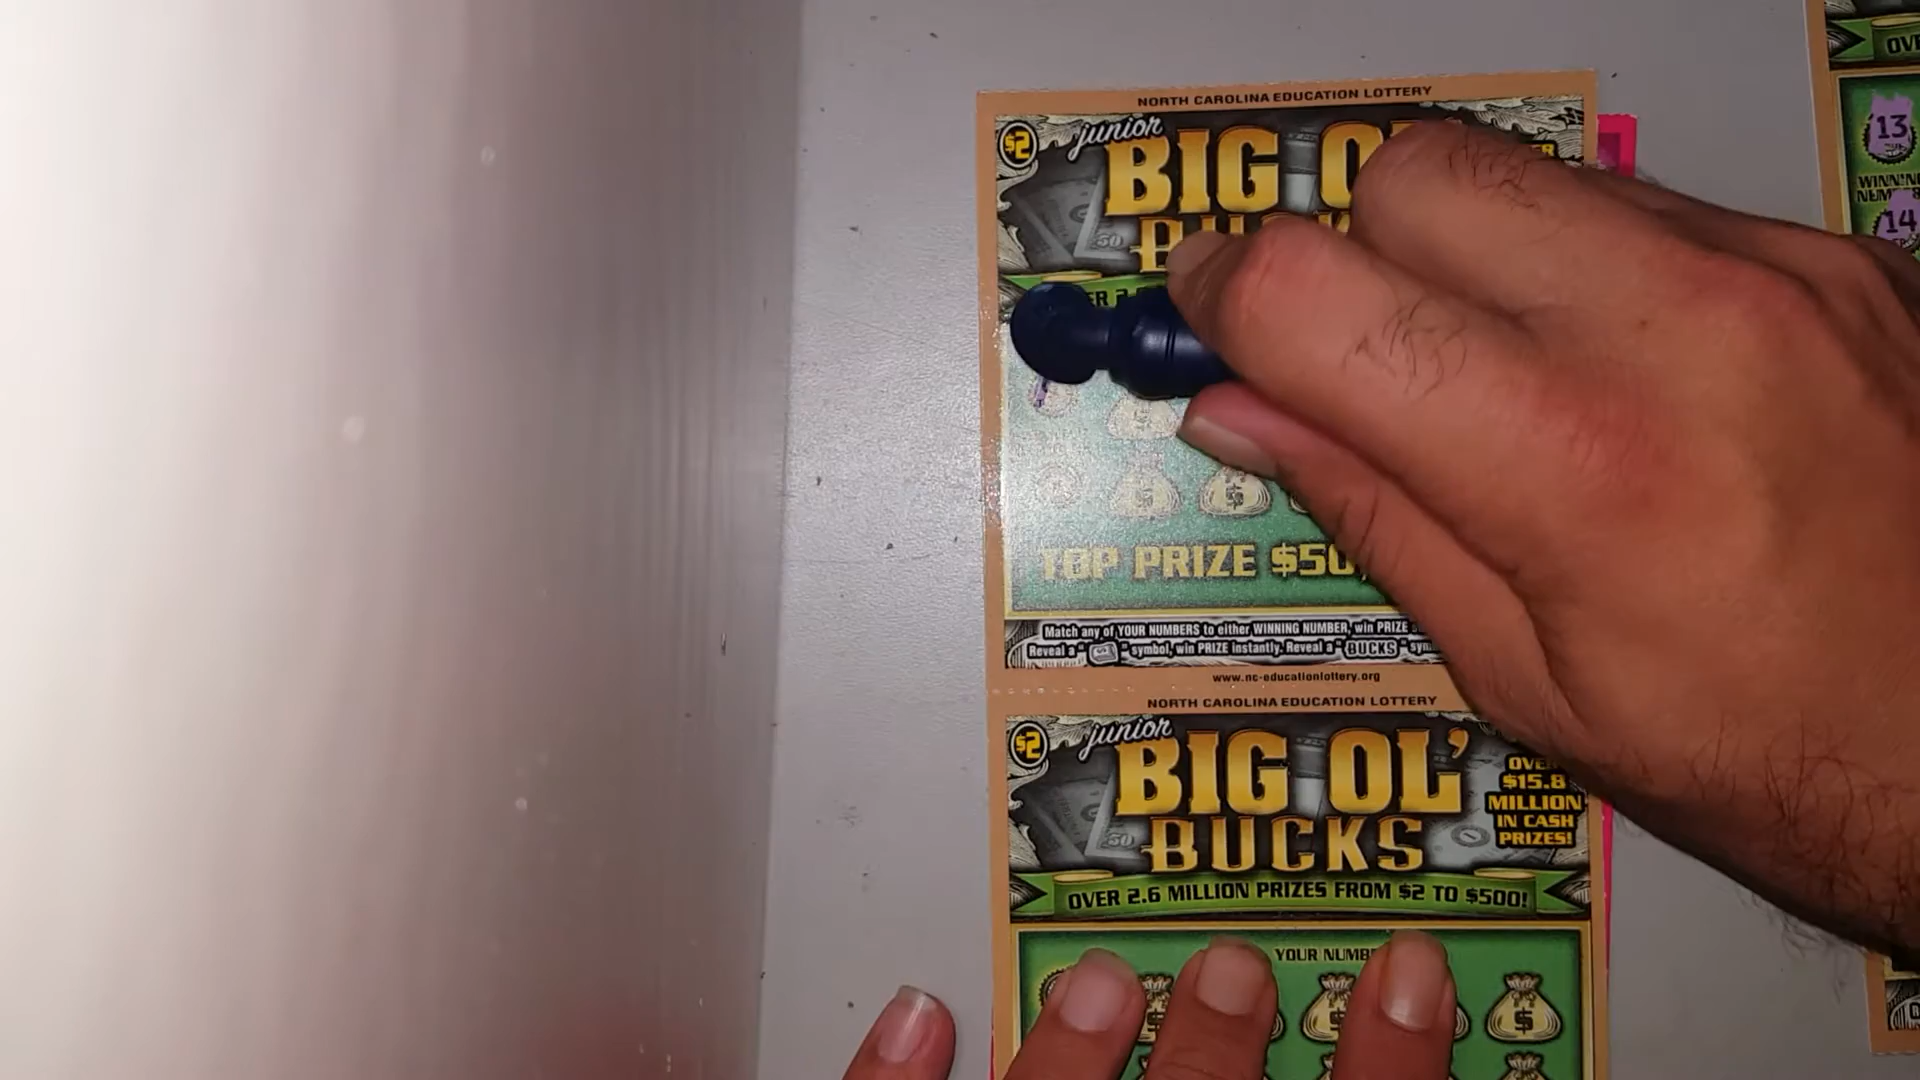 NORTH CAROLINA EDUCATION LOTTERY
$2
junior
BIG
TOP PRIZE $50,
Match any of YOUR NUMBERS to either WINNING NUMBER, win PRIZE
Reveal a " " symbol, win PRIZE instantly. Reveal a "BUCKS"
www.nc-educationlottery.org
NORTH CAROLINA EDUCATION LOTTERY
$2
junior
BIG OL'
BUCKS
OVER
$15.8
MILLION
IN CASH
PRIZES!
50
OVER 2.6 MILLION PRIZES FROM $2 TO $500!
YOUR
13
14